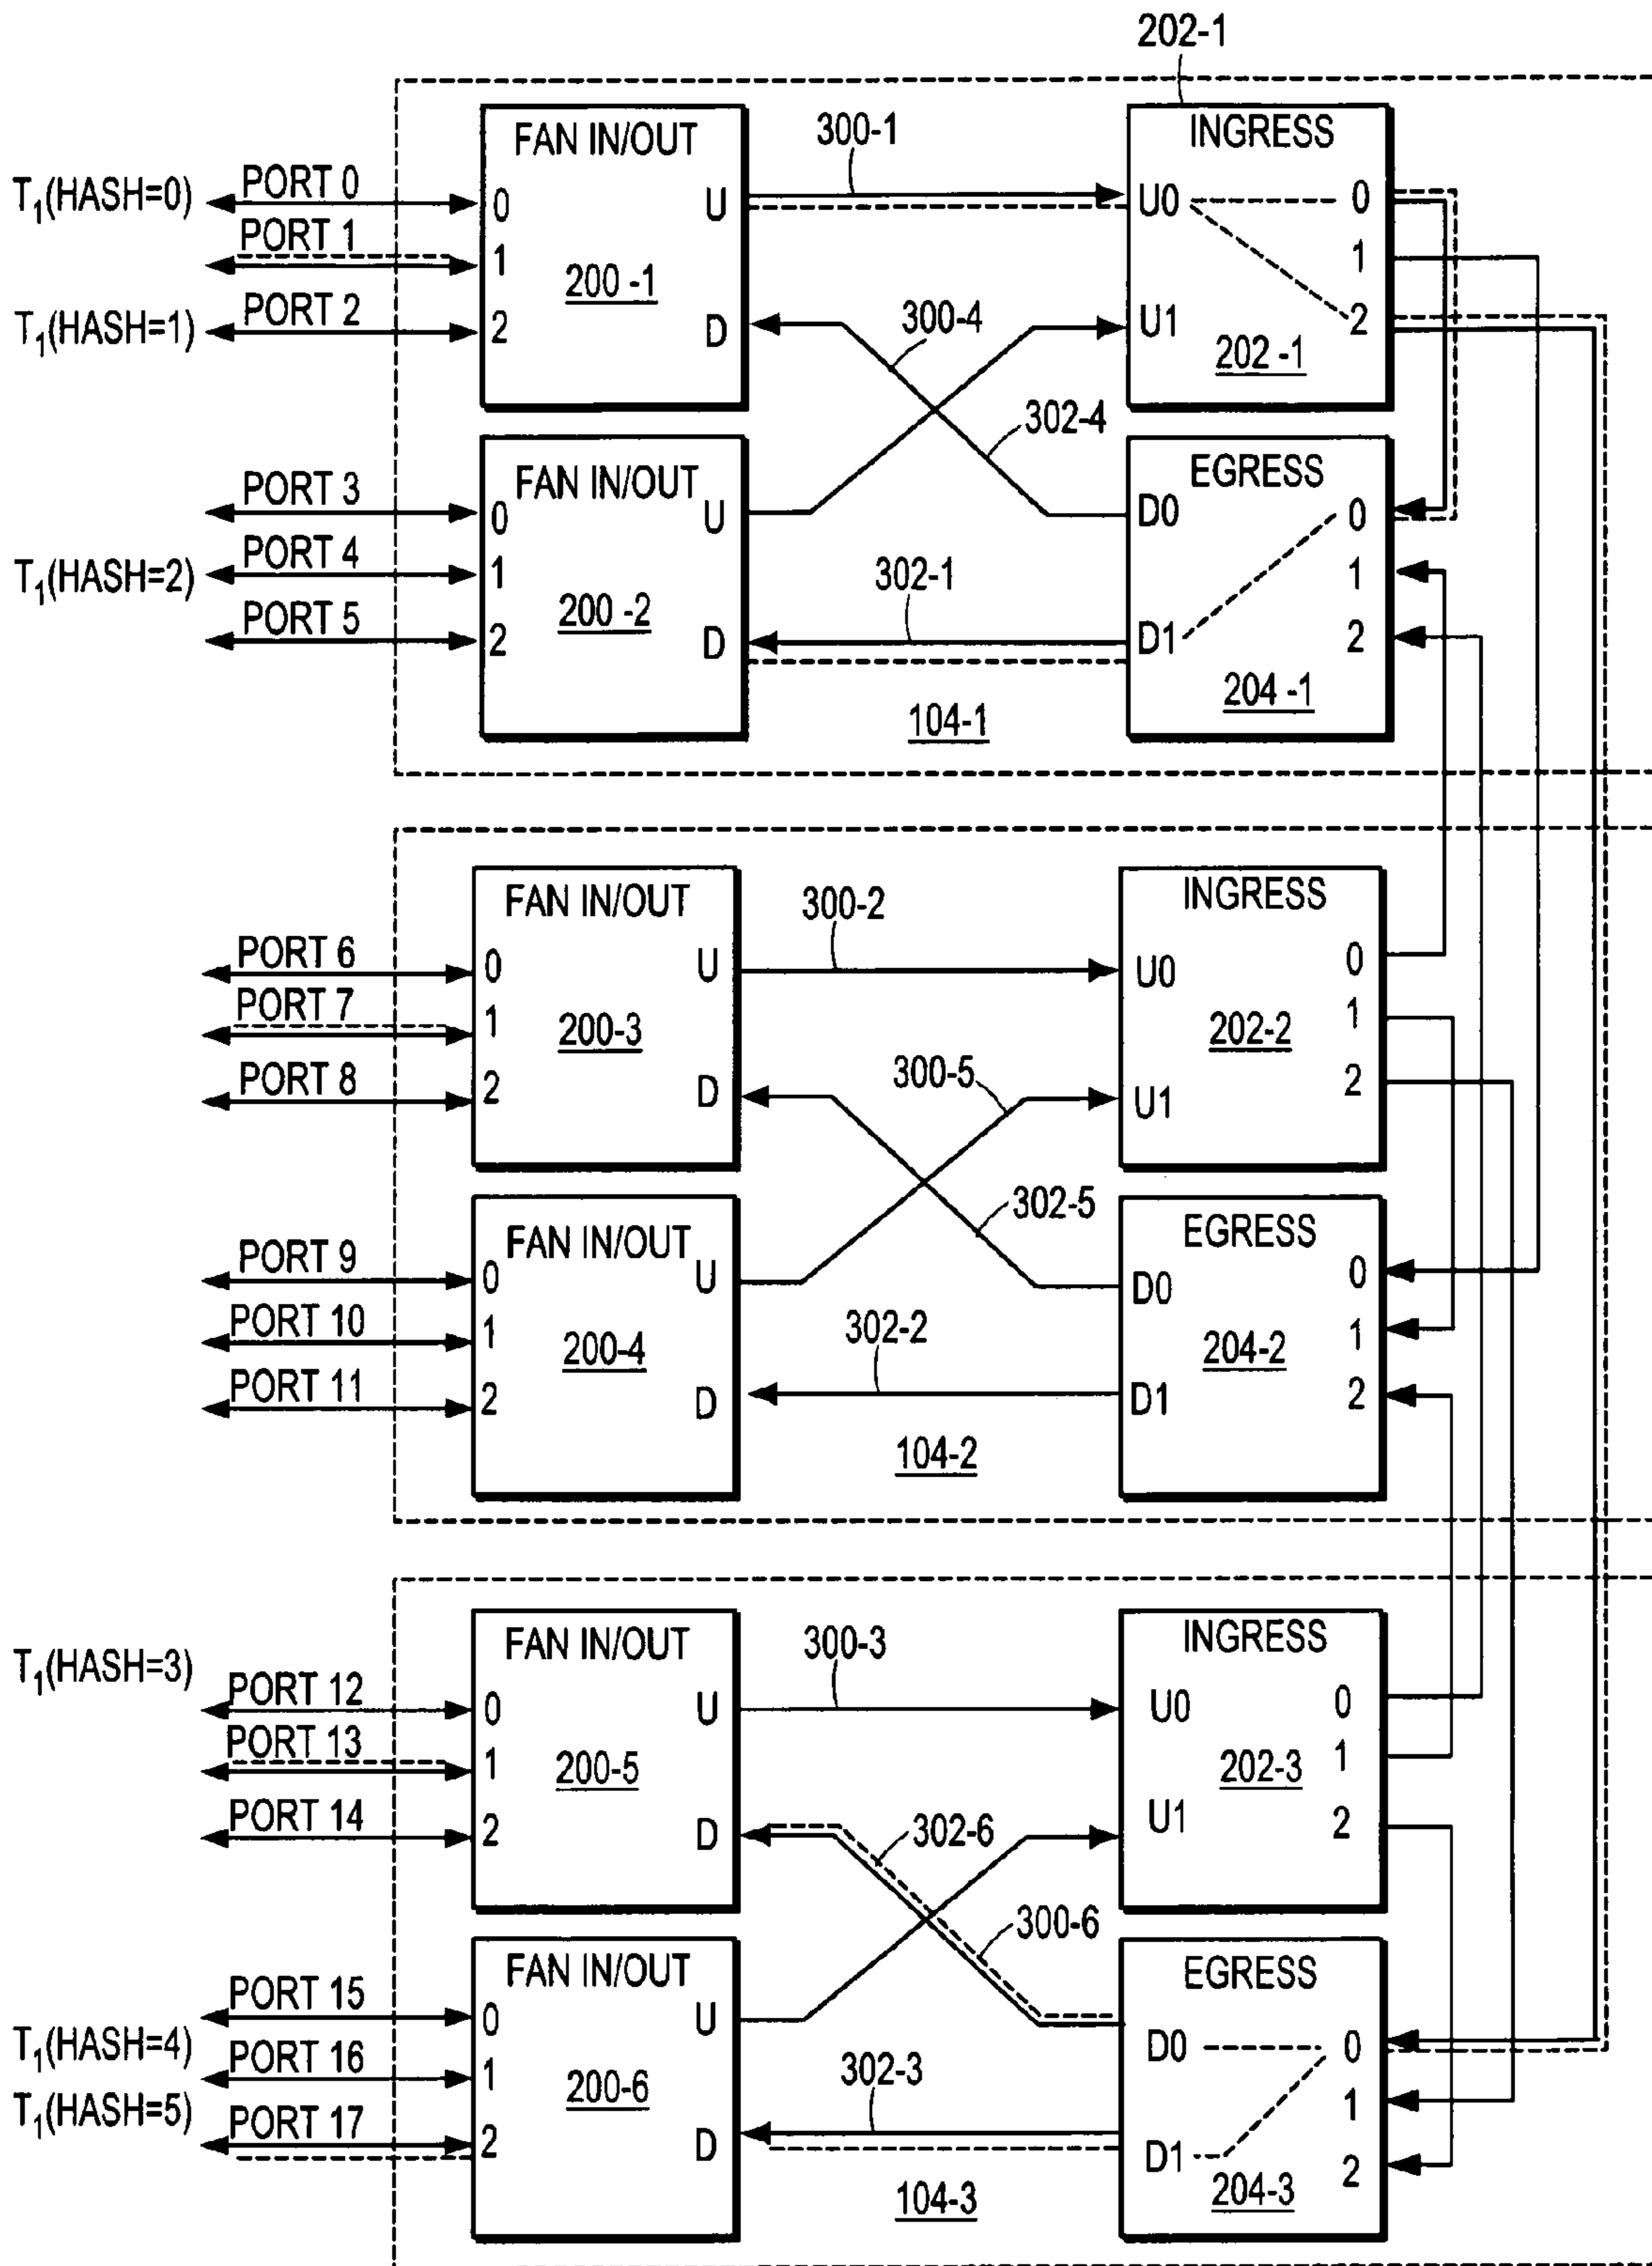 202-1
FAN IN/OUT
300-1
INGRESS
T1(HASH=0)
PORT 0
0
U
U0
0
PORT 1
1
200 -1
1
T1(HASH=1)
PORT 2
2
D
300-4
U1
2
202 -1
302-4
FAN IN/OUT
EGRESS
PORT 3
0
U
D0
0
T1(HASH=2)
PORT 4
1
200 -2
302-1
1
PORT 5
2
D
D1
2
204 -1
104-1
FAN IN/OUT
300-2
INGRESS
PORT 6
0
U
U0
0
PORT 7
1
200-3
202-2
1
PORT 8
2
D
300-5
U1
2
302-5
FAN IN/OUT
EGRESS
PORT 9
0
U
D0
0
PORT 10
1
200-4
302-2
204-2
1
PORT 11
2
D
D1
2
104-2
FAN IN/OUT
300-3
INGRESS
T1(HASH=3)
PORT 12
0
U
U0
0
PORT 13
1
200-5
202-3
1
PORT 14
2
D
302-6
U1
2
300-6
FAN IN/OUT
EGRESS
PORT 15
0
U
D0
0
T1(HASH=4)
PORT 16
1
200-6
302-3
1
T1(HASH=5)
PORT 17
2
D
D1
2
104-3
204-3